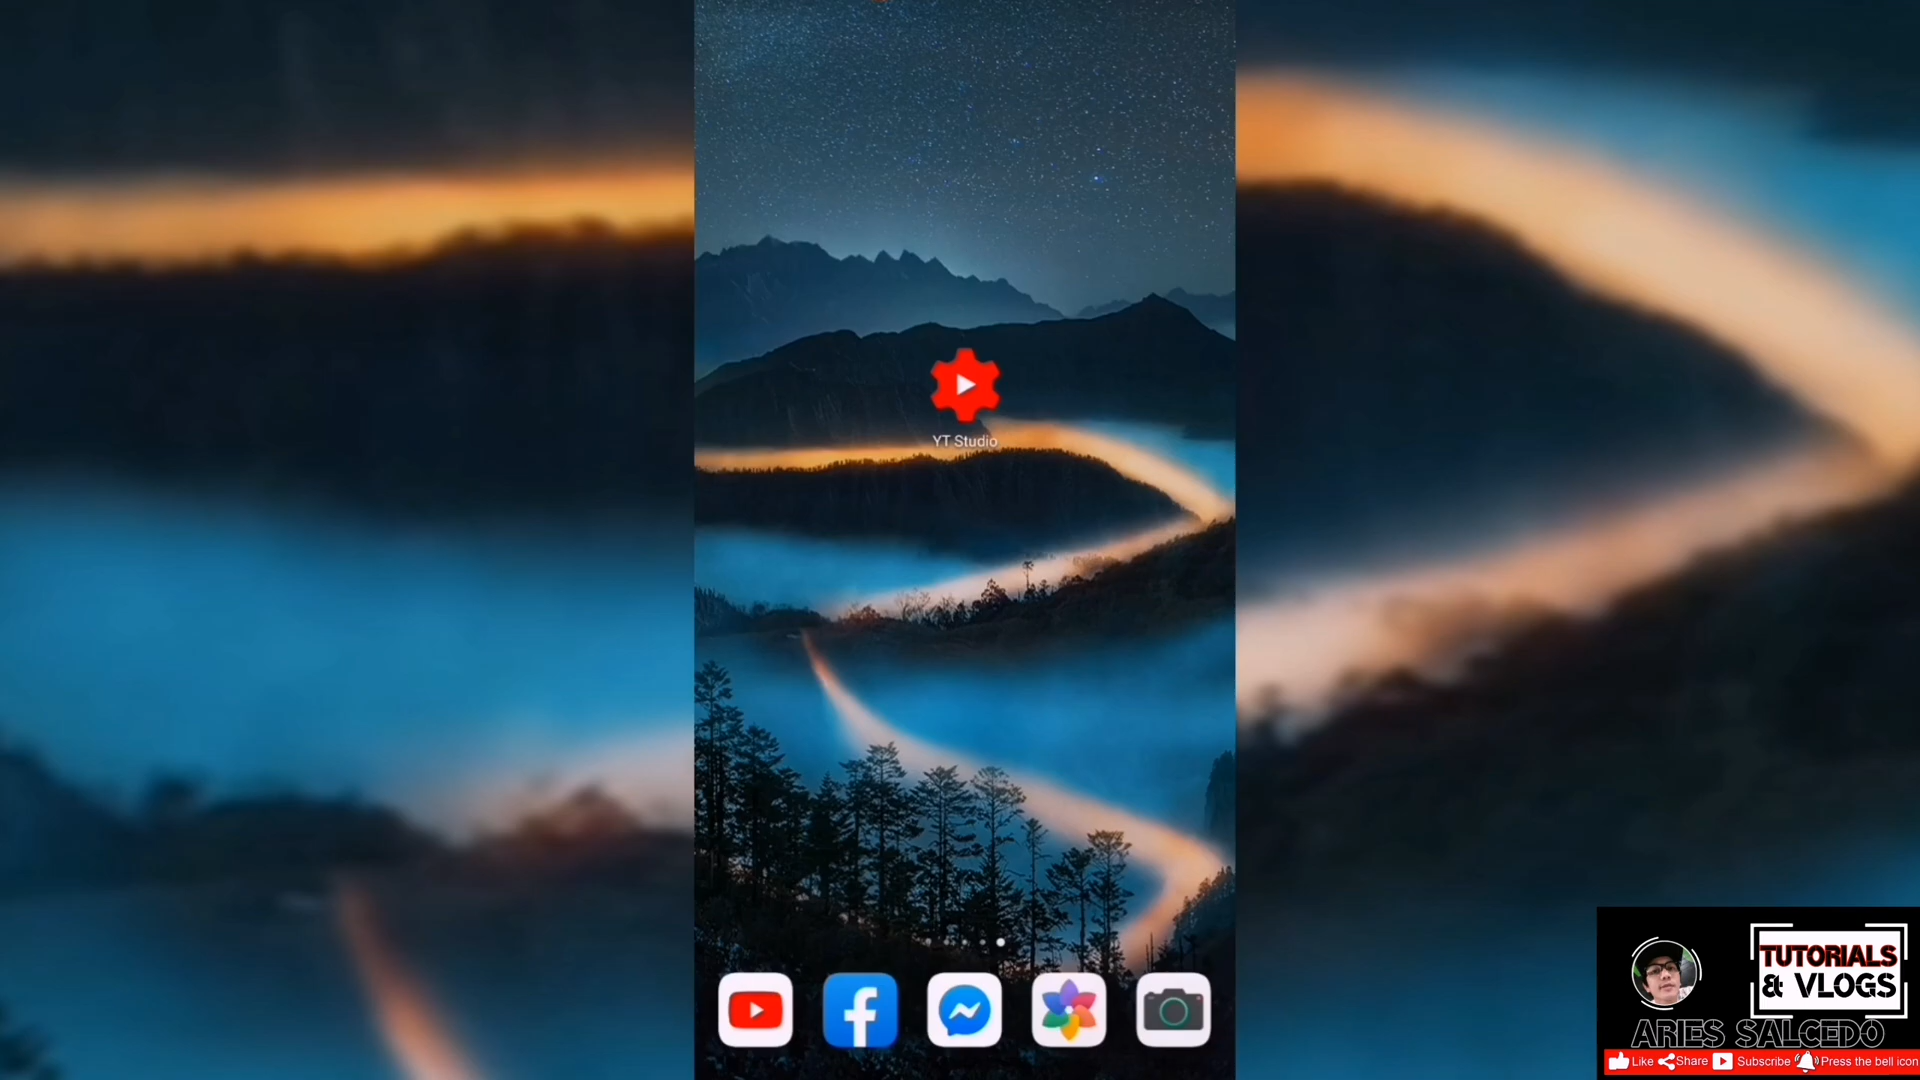 YT Studio
TUTORIALS
& VLOGS
ARIES SALCEDO
Like Share Subscribe Press the bell icon